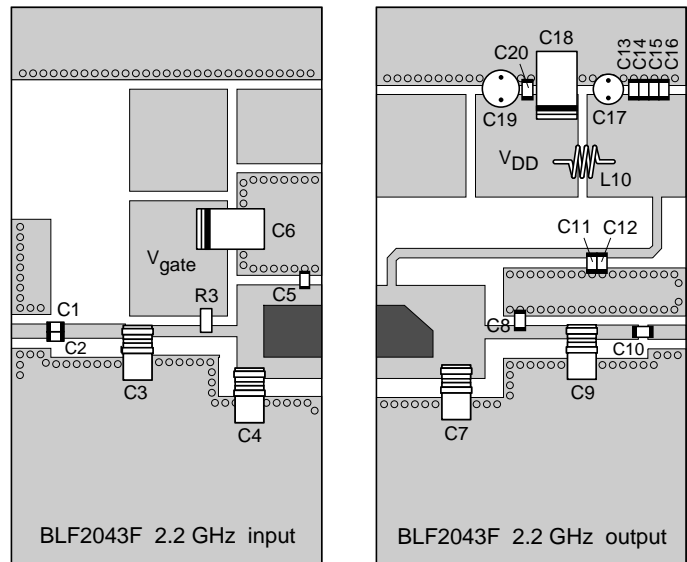 C6
V gate
C5
R3
C1
C2
C3
C4
BLF2043F 2.2 GHz input
C18
C20
C13
C14
C15
C16
C19
C17
VDD
L10
C11 C12
C8
C10
C9
C7
BLF2043F 2.2 GHz output